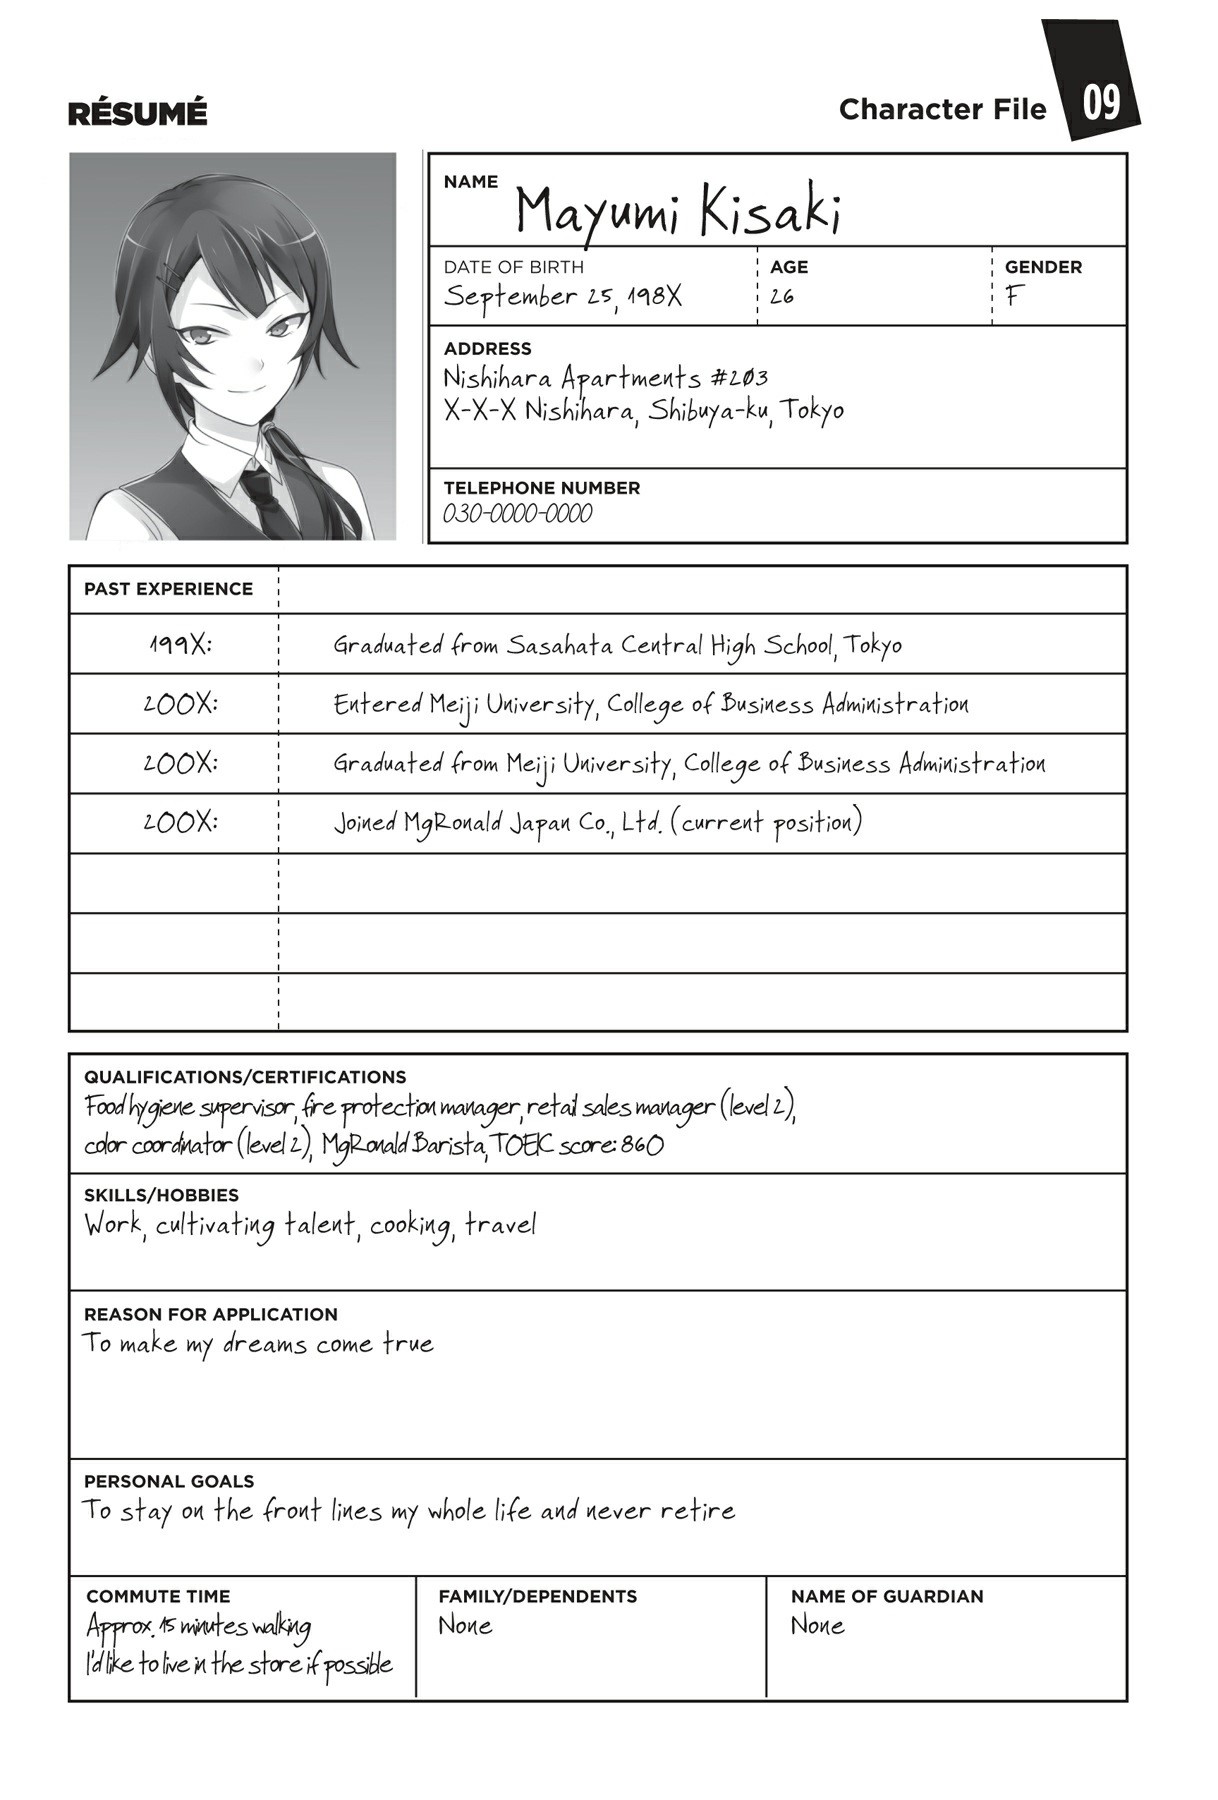 RÉSUMÉ
Character File 09
NAME Mayumi Kisaki
DATE OF BIRTH
September 25, 198X
AGE
26
GENDER
F
ADDRESS
Nishihara Apartments #203
X-X-X Nishihara, Shibuya-ku, Tokyo
TELEPHONE NUMBER
030-0000-0000
PAST EXPERIENCE
199X: Graduated from Sasahata Central High School, Tokyo
200X: Entered Meiji University, College of Business Administration
200X: Graduated from Meiji University, College of Business Administration
200X: Joined MgRonald Japan Co., Ltd. (current position)
QUALIFICATIONS/CERTIFICATIONS
Food hygiene supervisor, fire protection manager, retail sales manager (level 2),
color coordinator (level 2), MgRonald Barista, TOEIC score: 860
SKILLS/HOBBIES
Work, cultivating talent, cooking, travel
REASON FOR APPLICATION
To make my dreams come true
PERSONAL GOALS
To stay on the front lines my whole life and never retire
COMMUTE TIME
Approx. 15 minutes walking
I'd like to live in the store if possible
FAMILY/DEPENDENTS
None
NAME OF GUARDIAN
None